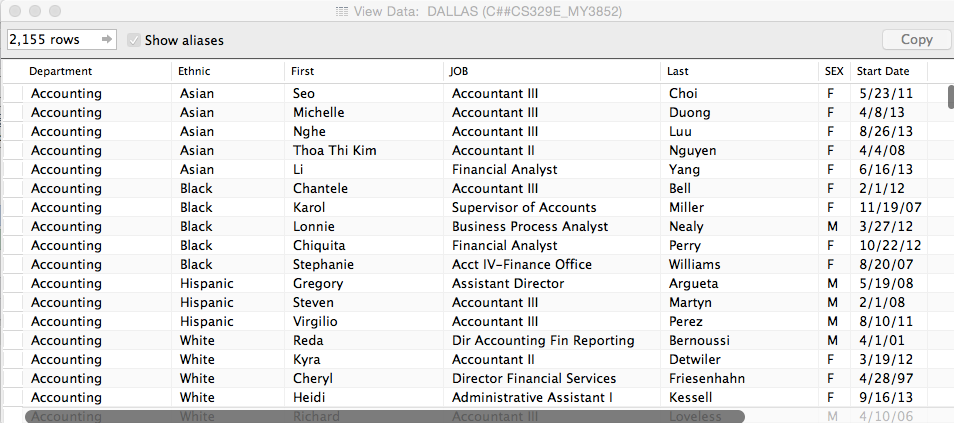 View Data: DALLAS (C##CS329E_MY3852)
2,155 rows Show aliases Copy
Department Ethnic First JOB Last SEX Start Date
Accounting Asian Seo Accountant III Choi F 5/23/11
Accounting Asian Michelle Accountant III Duong F 4/8/13
Accounting Asian Nghe Accountant III Luu F 8/26/13
Accounting Asian Thoa Thi Kim Accountant II Nguyen F 4/4/08
Accounting Asian Li Financial Analyst Yang F 6/16/13
Accounting Black Chantele Accountant III Bell F 2/1/12
Accounting Black Karol Supervisor of Accounts Miller F 11/19/07
Accounting Black Lonnie Business Process Analyst Nealy M 3/27/12
Accounting Black Chiquita Financial Analyst Perry F 10/22/12
Accounting Black Stephanie Acct IV-Finance Office Williams F 8/20/07
Accounting Hispanic Gregory Assistant Director Argueta M 5/19/08
Accounting Hispanic Steven Accountant III Martyn M 2/1/08
Accounting Hispanic Virgilio Accountant III Perez M 8/10/11
Accounting White Reda Dir Accounting Fin Reporting Bernoussi M 4/1/01
Accounting White Kyra Accountant II Detwiler F 3/19/12
Accounting White Cheryl Director Financial Services Friesenhahn F 4/28/97
Accounting White Heidi Administrative Assistant I Kessell F 9/16/13
Accounting White Richard Accountant III Loveless M 4/10/06